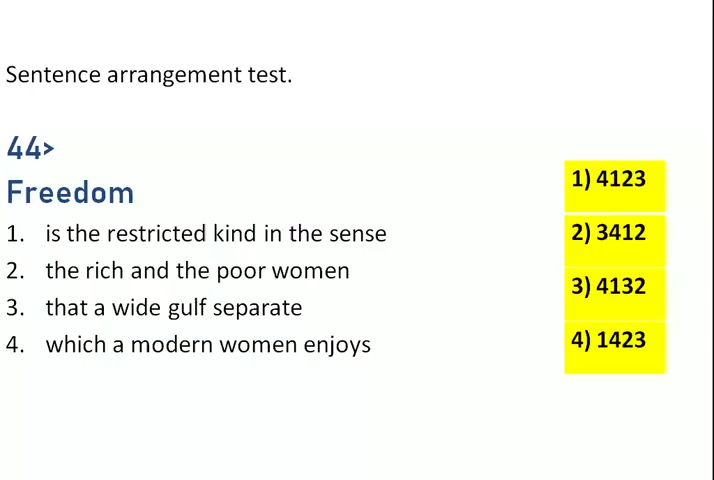 Sentence arrangement test.
44>
Freedom
1. is the restricted kind in the sense
2. the rich and the poor women
3. that a wide gulf separate
4. which a modern women enjoys
1) 4123
2) 3412
3) 4132
4) 1423